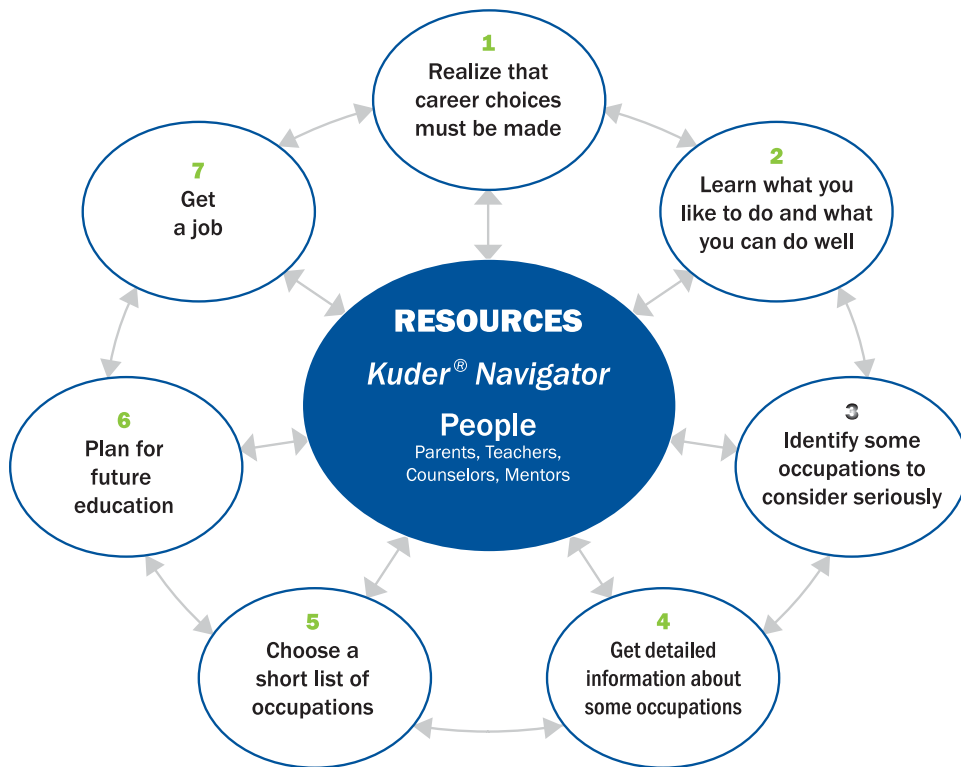 1
Realize that
career choices
must be made
2
Learn what you
like to do and what
you can do well
3
Identify some
occupations to
consider seriously
4
Get detailed
information about
some occupations
5
Choose a
short list of
occupations
6
Plan for
future
education
7
Get
a job
RESOURCES
Kuder® Navigator
People
Parents, Teachers,
Counselors, Mentors